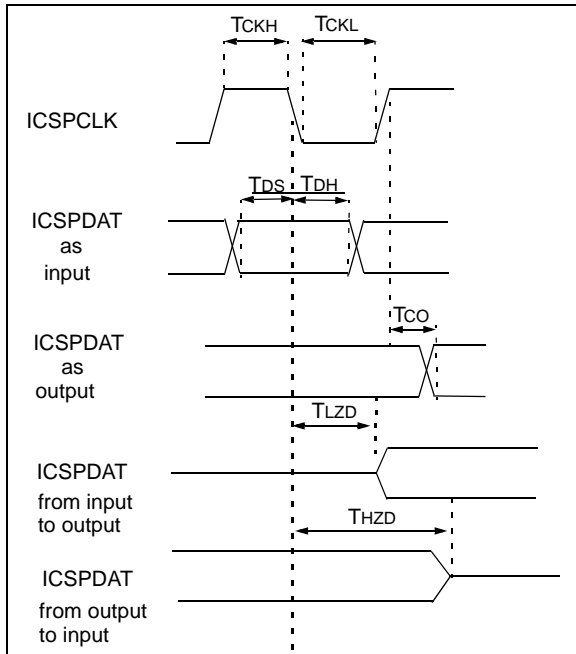 TCKH
TCKL
ICSPCLK
TDS
TDH
ICSPDAT
as
input
TCO
ICSPDAT
as
output
TLZD
ICSPDAT
from input
to output
THZD
ICSPDAT
from output
to input